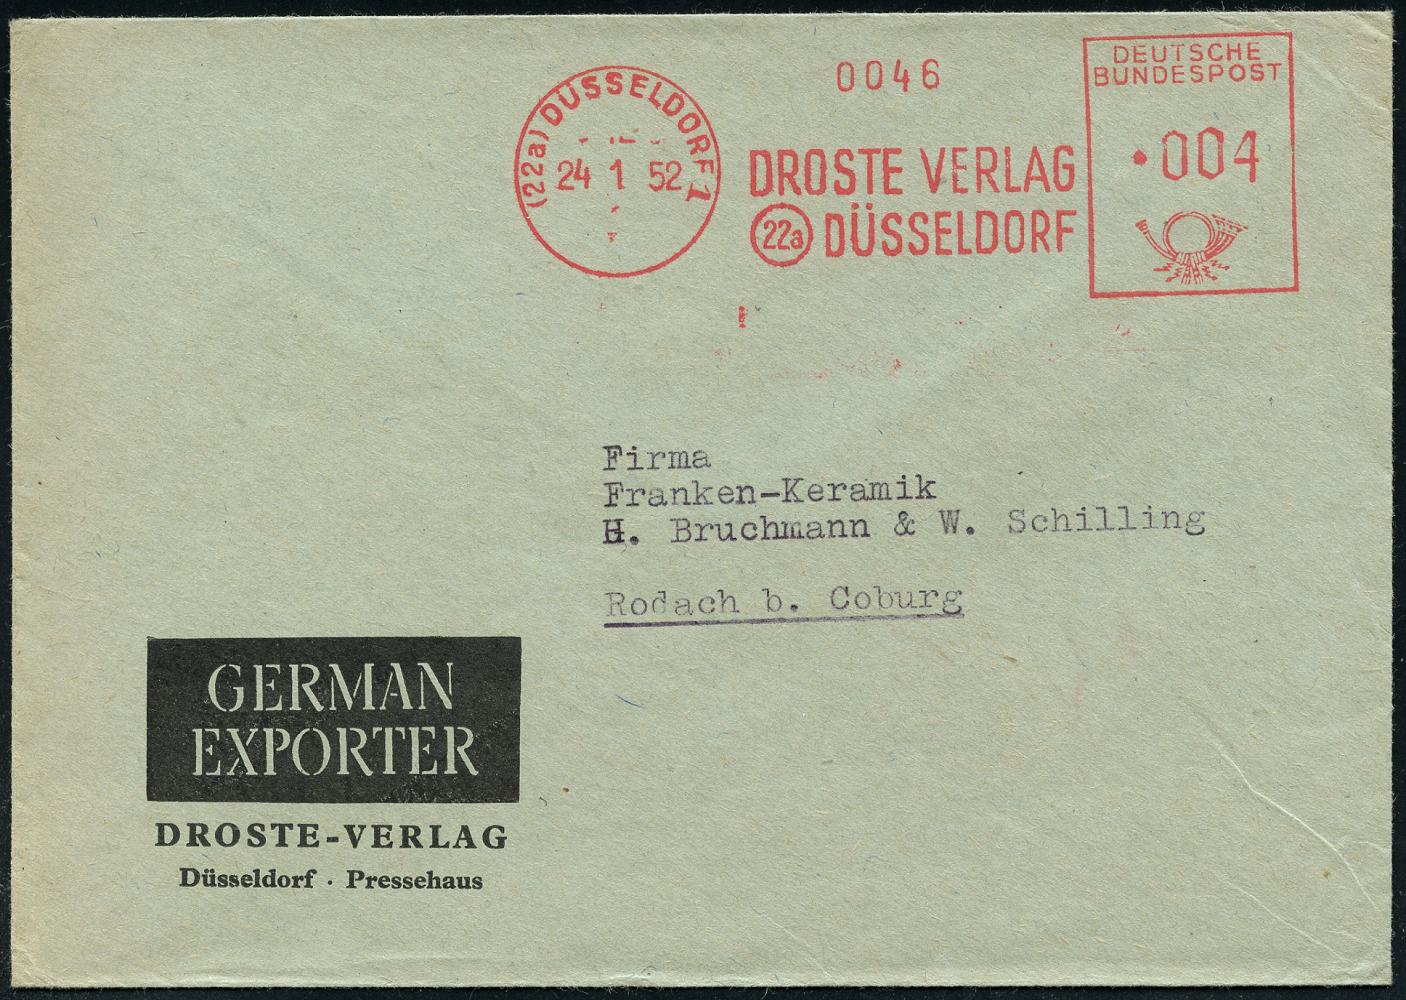 (22a) DÜSSELDORF 1
24 1 52
0046
DROSTE VERLAG
22a DÜSSELDORF
DEUTSCHE
BUNDESPOST
004
Firma
Franken-Keramik
H. Bruchmann & W. Schilling
Rodach b. Coburg
GERMAN
EXPORTER
DROSTE-VERLAG
Düsseldorf · Pressehaus